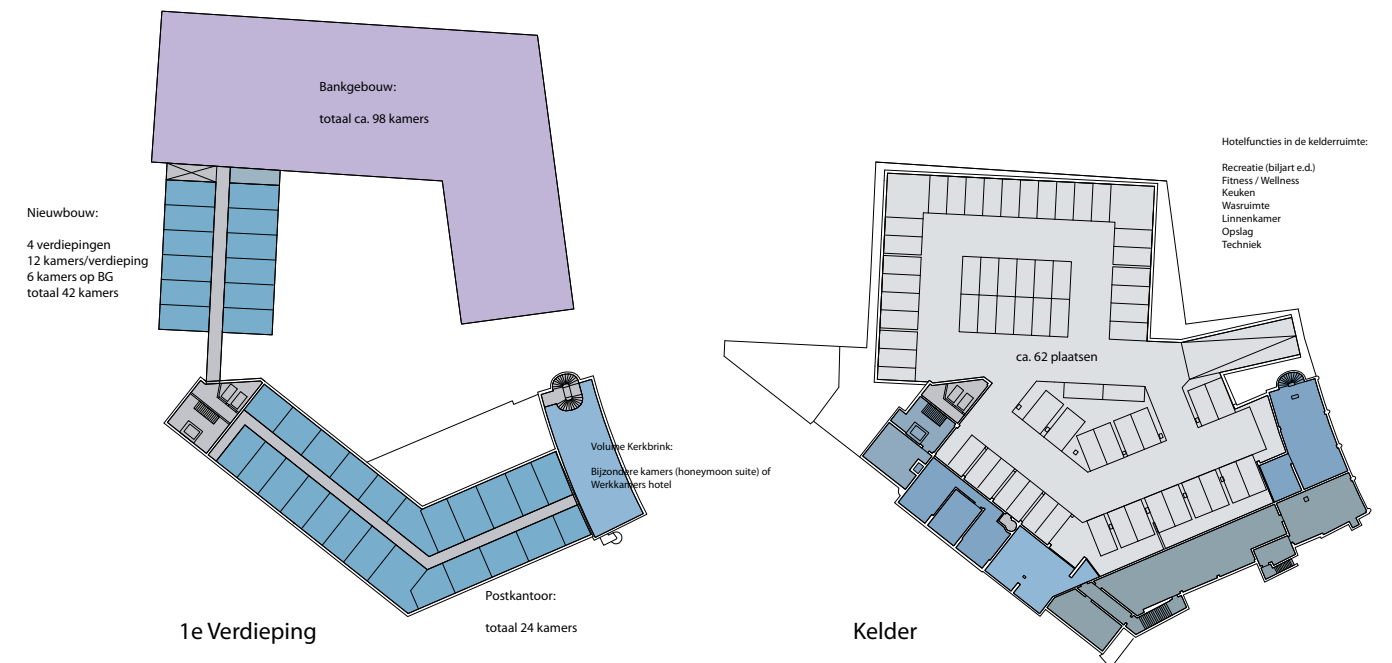 Bankgebouw:
totaal ca. 98 kamers
Nieuwbouw:
4 verdiepingen
12 kamers/verdieping
6 kamers op BG
totaal 42 kamers
Volume Kerkbrink:
Bijzondere kamers (honeymoon suite) of
Werkkamers hotel
Postkantoor:
totaal 24 kamers
1e Verdieping
Hotelfuncties in de kelderruimte:
Recreatie (biljart e.d.)
Fitness / Wellness
Keuken
Wasruimte
Linnenkamer
Opslag
Techniek
ca. 62 plaatsen
Kelder